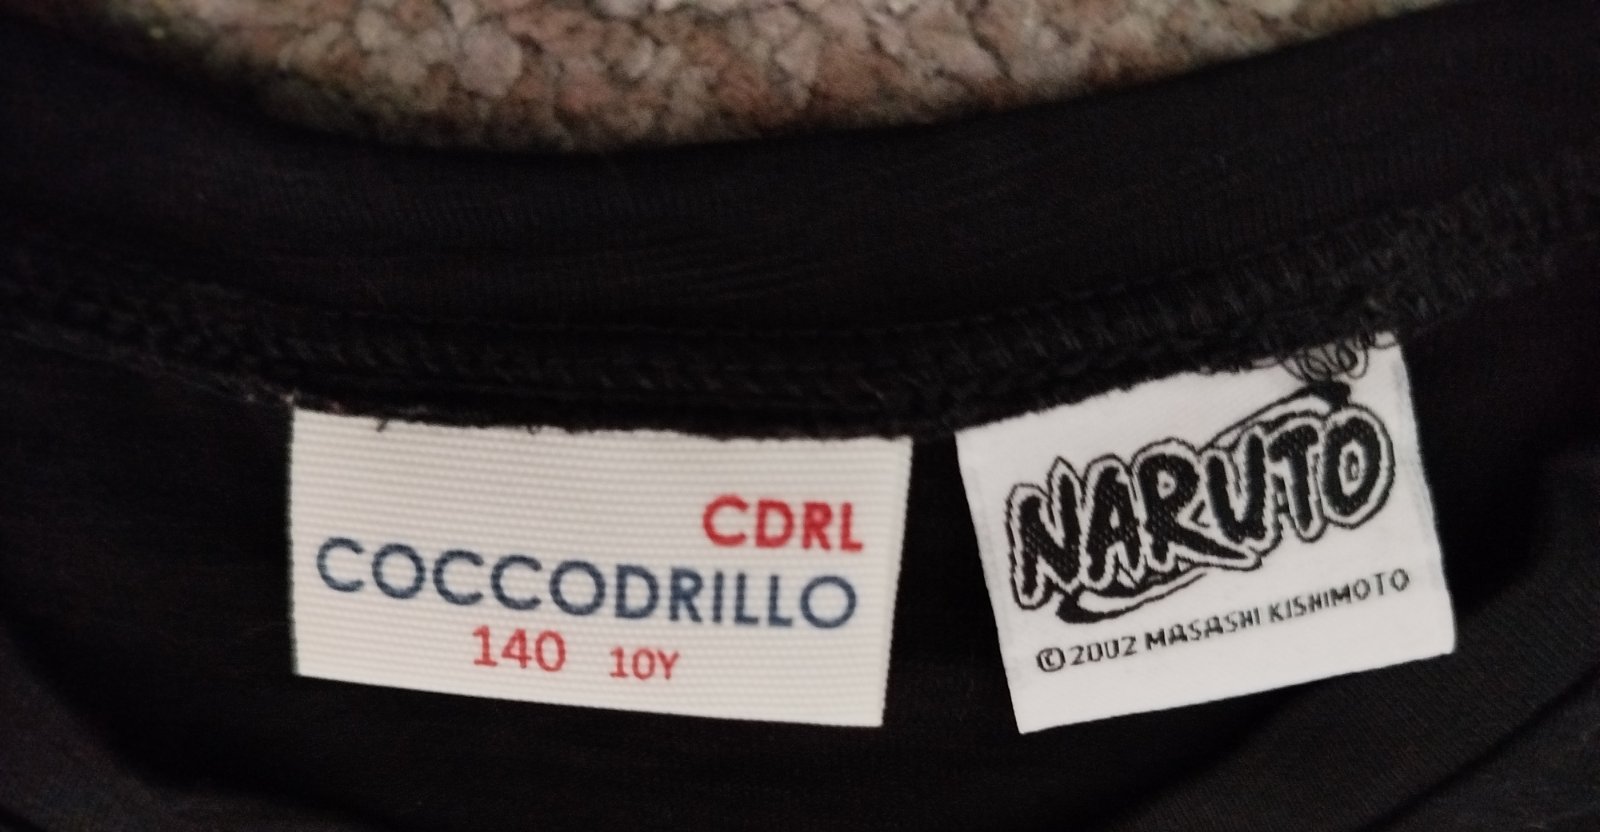 CDRL
COCCODRILLO
140 10Y
NARUTO
©2002 MASASHI KISHIMOTO